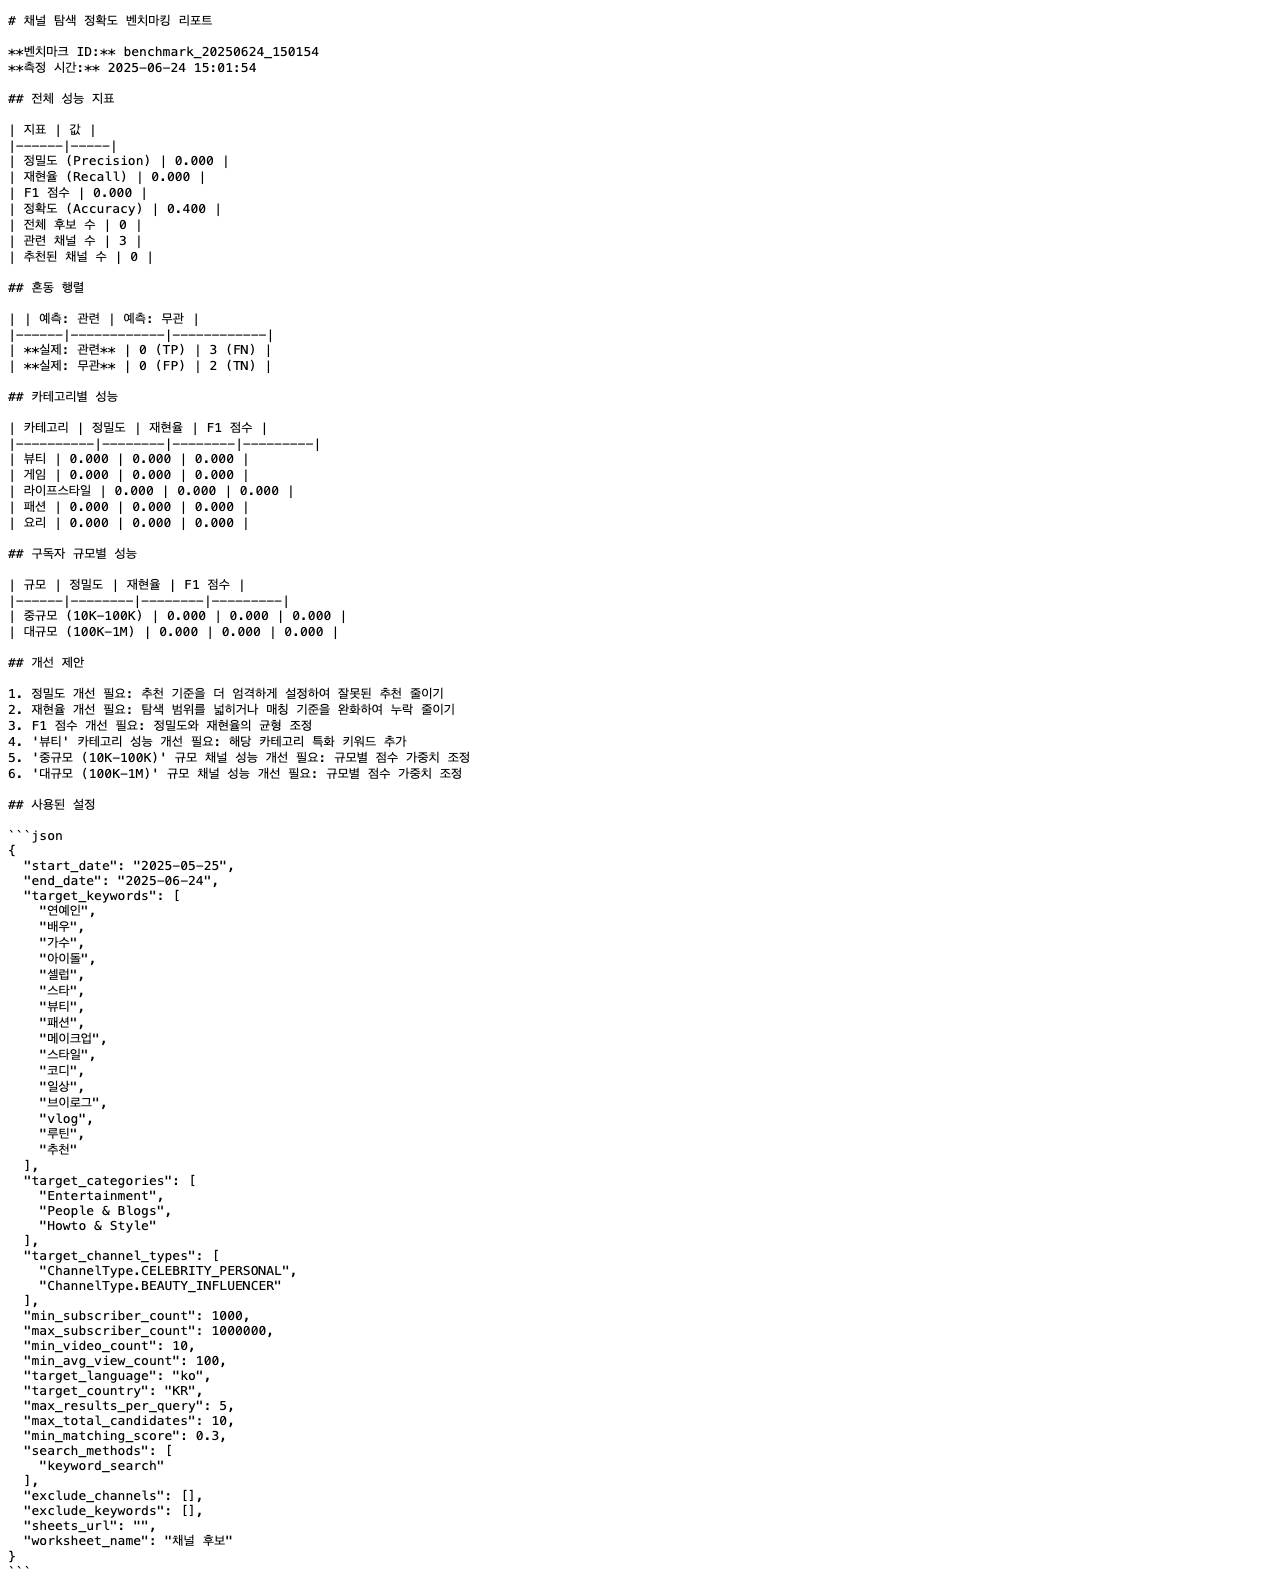 # 채널 탐색 정확도 벤치마킹 리포트
**벤치마크 ID:** benchmark_20250624_150154
**측정 시간:** 2025-06-24 15:01:54
## 전체 성능 지표
| 지표 | 값 |
|------|-----|
| 정밀도 (Precision) | 0.000 |
| 재현율 (Recall) | 0.000 |
| F1 점수 | 0.000 |
| 정확도 (Accuracy) | 0.400 |
| 전체 후보 수 | 0 |
| 관련 채널 수 | 3 |
| 추천된 채널 수 | 0 |
## 혼동 행렬
| | 예측: 관련 | 예측: 무관 |
|------|------------|------------|
| **실제: 관련** | 0 (TP) | 3 (FN) |
| **실제: 무관** | 0 (FP) | 2 (TN) |
## 카테고리별 성능
| 카테고리 | 정밀도 | 재현율 | F1 점수 |
|----------|--------|--------|---------|
| 뷰티 | 0.000 | 0.000 | 0.000 |
| 게임 | 0.000 | 0.000 | 0.000 |
| 라이프스타일 | 0.000 | 0.000 | 0.000 |
| 패션 | 0.000 | 0.000 | 0.000 |
| 요리 | 0.000 | 0.000 | 0.000 |
## 구독자 규모별 성능
| 규모 | 정밀도 | 재현율 | F1 점수 |
|------|--------|--------|---------|
| 중규모 (10K-100K) | 0.000 | 0.000 | 0.000 |
| 대규모 (100K-1M) | 0.000 | 0.000 | 0.000 |
## 개선 제안
1. 정밀도 개선 필요: 추천 기준을 더 엄격하게 설정하여 잘못된 추천 줄이기
2. 재현율 개선 필요: 탐색 범위를 넓히거나 매칭 기준을 완화하여 누락 줄이기
3. F1 점수 개선 필요: 정밀도와 재현율의 균형 조정
4. '뷰티' 카테고리 성능 개선 필요: 해당 카테고리 특화 키워드 추가
5. '중규모 (10K-100K)' 규모 채널 성능 개선 필요: 규모별 점수 가중치 조정
6. '대규모 (100K-1M)' 규모 채널 성능 개선 필요: 규모별 점수 가중치 조정
## 사용된 설정
```json
{
  "start_date": "2025-05-25",
  "end_date": "2025-06-24",
  "target_keywords": [
    "연예인",
    "배우",
    "가수",
    "아이돌",
    "셀럽",
    "스타",
    "뷰티",
    "패션",
    "메이크업",
    "스타일",
    "코디",
    "일상",
    "브이로그",
    "vlog",
    "루틴",
    "추천"
  ],
  "target_categories": [
    "Entertainment",
    "People & Blogs",
    "Howto & Style"
  ],
  "target_channel_types": [
    "ChannelType.CELEBRITY_PERSONAL",
    "ChannelType.BEAUTY_INFLUENCER"
  ],
  "min_subscriber_count": 1000,
  "max_subscriber_count": 1000000,
  "min_video_count": 10,
  "min_avg_view_count": 100,
  "target_language": "ko",
  "target_country": "KR",
  "max_results_per_query": 5,
  "max_total_candidates": 10,
  "min_matching_score": 0.3,
  "search_methods": [
    "keyword_search"
  ],
  "exclude_channels": [],
  "exclude_keywords": [],
  "sheets_url": "",
  "worksheet_name": "채널 후보"
}
```